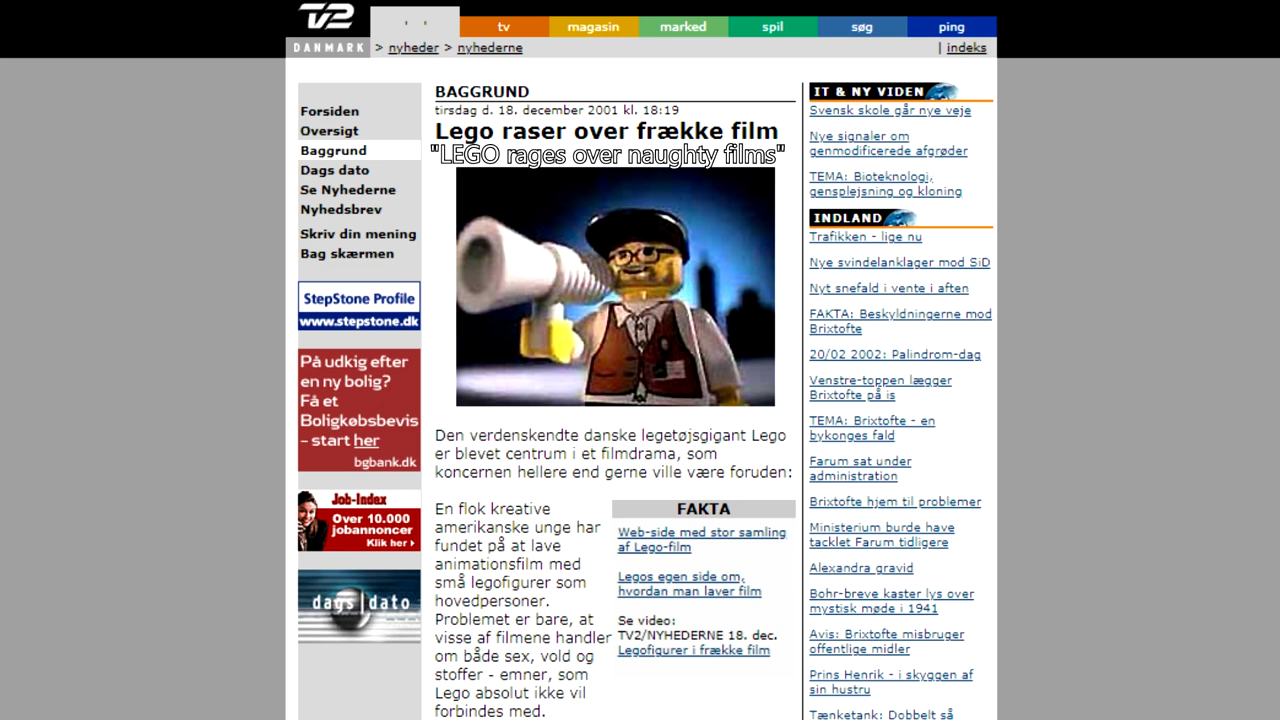 TV2
DANMARK
tv
magasin
marked
spil
søg
ping
> nyheder > nyhederne
| indeks
Forsiden
Oversigt
Baggrund
Dags dato
Se Nyhederne
Nyhedsbrev
Skriv din mening
Bag skærmen
StepStone Profile
www.stepstone.dk
På udkig efter
en ny bolig?
Få et
Boligkøbsbevis
- start her
bgbank.dk
Job-Index
Over 10.000
jobannoncer
Klik her
dags dato
BAGGRUND
tirsdag d. 18. december 2001 kl. 18:19
Lego raser over frække film
"LEGO rages over naughty films"
Den verdenskendte danske legetøjsgigant Lego
er blevet centrum i et filmdrama, som
koncernen hellere end gerne ville være foruden:
En flok kreative
amerikanske unge har
fundet på at lave
animationsfilm med
små legofigurer som
hovedpersoner.
Problemet er bare, at
visse af filmene handler
om både sex, vold og
stoffer - emner, som
Lego absolut ikke vil
forbindes med.
FAKTA
Web-side med stor samling
af Lego-film
Legos egen side om,
hvordan man laver film
Se video:
TV2/NYHEDERNE 18. dec.
Legofigurer i frække film
IT & NY VIDEN
Svensk skole går nye veje
Nye signaler om
genmodificerede afgrøder
TEMA: Bioteknologi,
gensplejsning og kloning
INDLAND
Trafikken - lige nu
Nye svindelanklager mod SiD
Nyt snefald i vente i aften
FAKTA: Beskyldningerne mod
Brixtofte
20/02 2002: Palindrom-dag
Venstre-toppen lægger
Brixtofte på is
TEMA: Brixtofte - en
bykonges fald
Farum sat under
administration
Brixtofte hjem til problemer
Ministerium burde have
tacklet Farum tidligere
Alexandra gravid
Bohr-breve kaster lys over
mystisk møde i 1941
Avis: Brixtofte misbruger
offentlige midler
Prins Henrik - i skyggen af
sin hustru
Tænketank: Dobbelt så